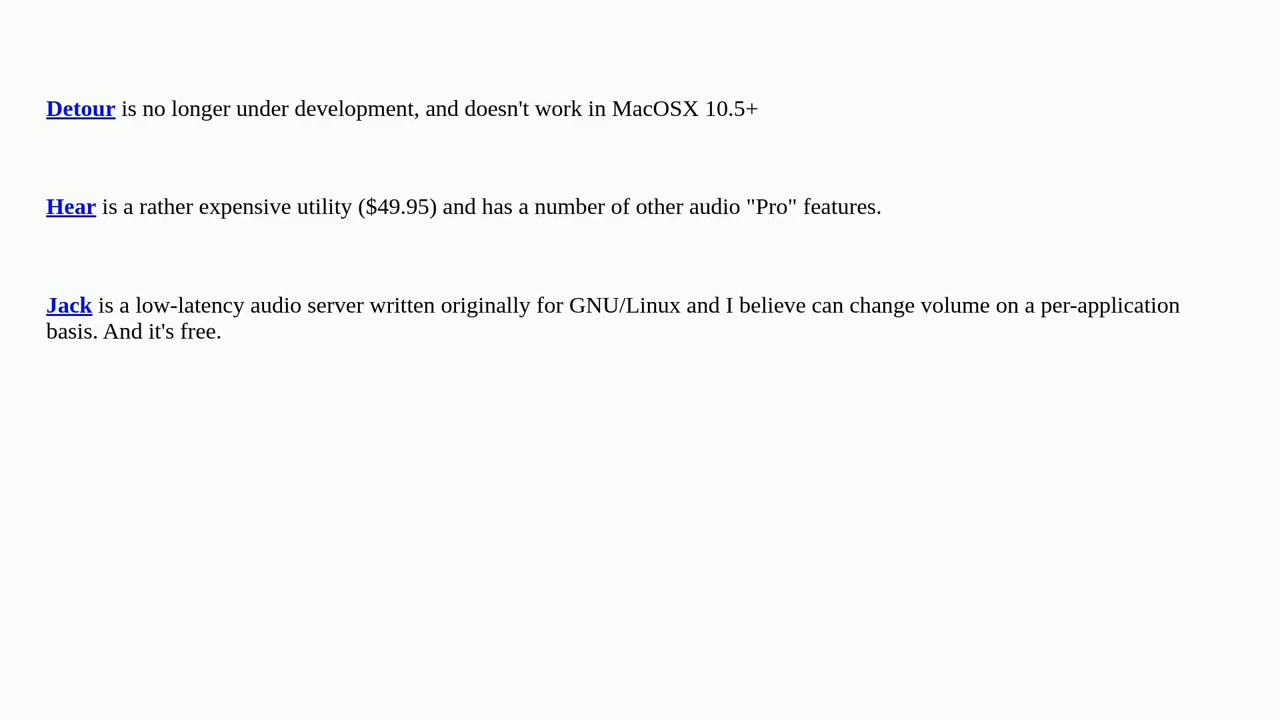 Detour is no longer under development, and doesn't work in MacOSX 10.5+
Hear is a rather expensive utility ($49.95) and has a number of other audio "Pro" features.
Jack is a low-latency audio server written originally for GNU/Linux and I believe can change volume on a per-application
basis. And it's free.